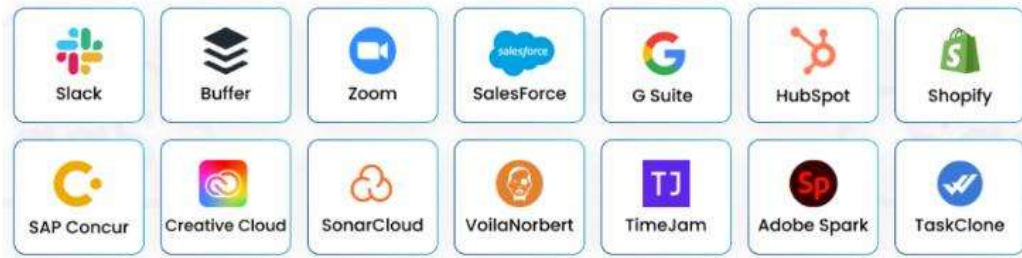 salesforce
Slack Buffer Zoom SalesForce G Suite HubSpot Shopify
TJ Sp
SAP Concur Creative Cloud SonarCloud VoilaNorbert TimeJam Adobe Spark TaskClone